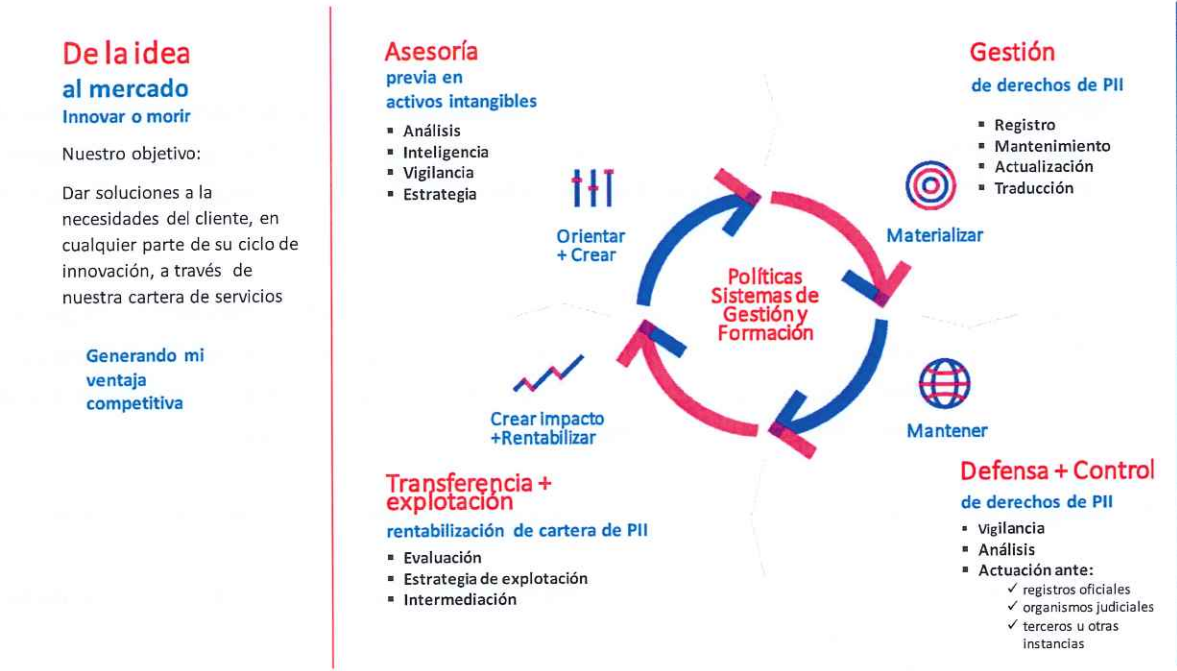 De la idea
al mercado
Innovar o morir
Nuestro objetivo:
Dar soluciones a la
necesidades del cliente, en
cualquier parte de su ciclo de
innovación, a través de
nuestra cartera de servicios
Generando mi
ventaja
competitiva
Asesoría
previa en
activos intangibles
▪ Análisis
▪ Inteligencia
▪ Vigilancia
▪ Estrategia
Orientar
+ Crear
Gestión
de derechos de PII
▪ Registro
▪ Mantenimiento
▪ Actualización
▪ Traducción
Materializar
Políticas
Sistemas de
Gestión y
Formación
Crear impacto
+Rentabilizar
Mantener
Transferencia +
explotación
rentabilización de cartera de PII
▪ Evaluación
▪ Estrategia de explotación
▪ Intermediación
Defensa + Control
de derechos de PII
▪ Vigilancia
▪ Análisis
▪ Actuación ante:
✓ registros oficiales
✓ organismos judiciales
✓ terceros u otras
instancias